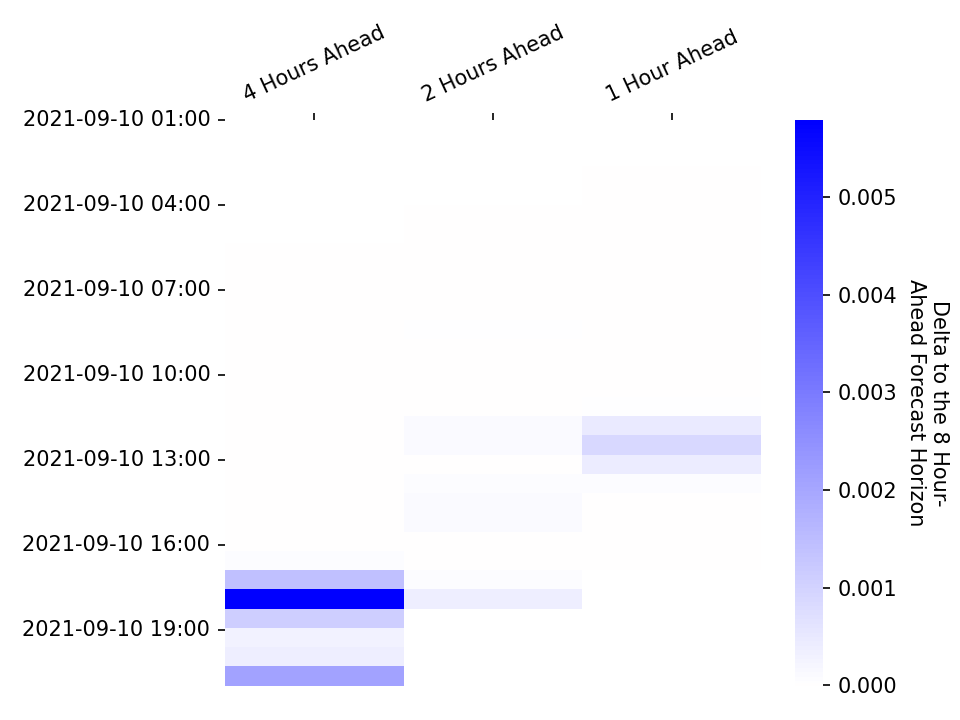 4 Hours Ahead
2 Hours Ahead
1 Hour Ahead
2021-09-10 01:00
2021-09-10 04:00
2021-09-10 07:00
2021-09-10 10:00
2021-09-10 13:00
2021-09-10 16:00
2021-09-10 19:00
0.005
0.004
0.003
0.002
0.001
0.000
Delta to the 8 Hour-
Ahead Forecast Horizon